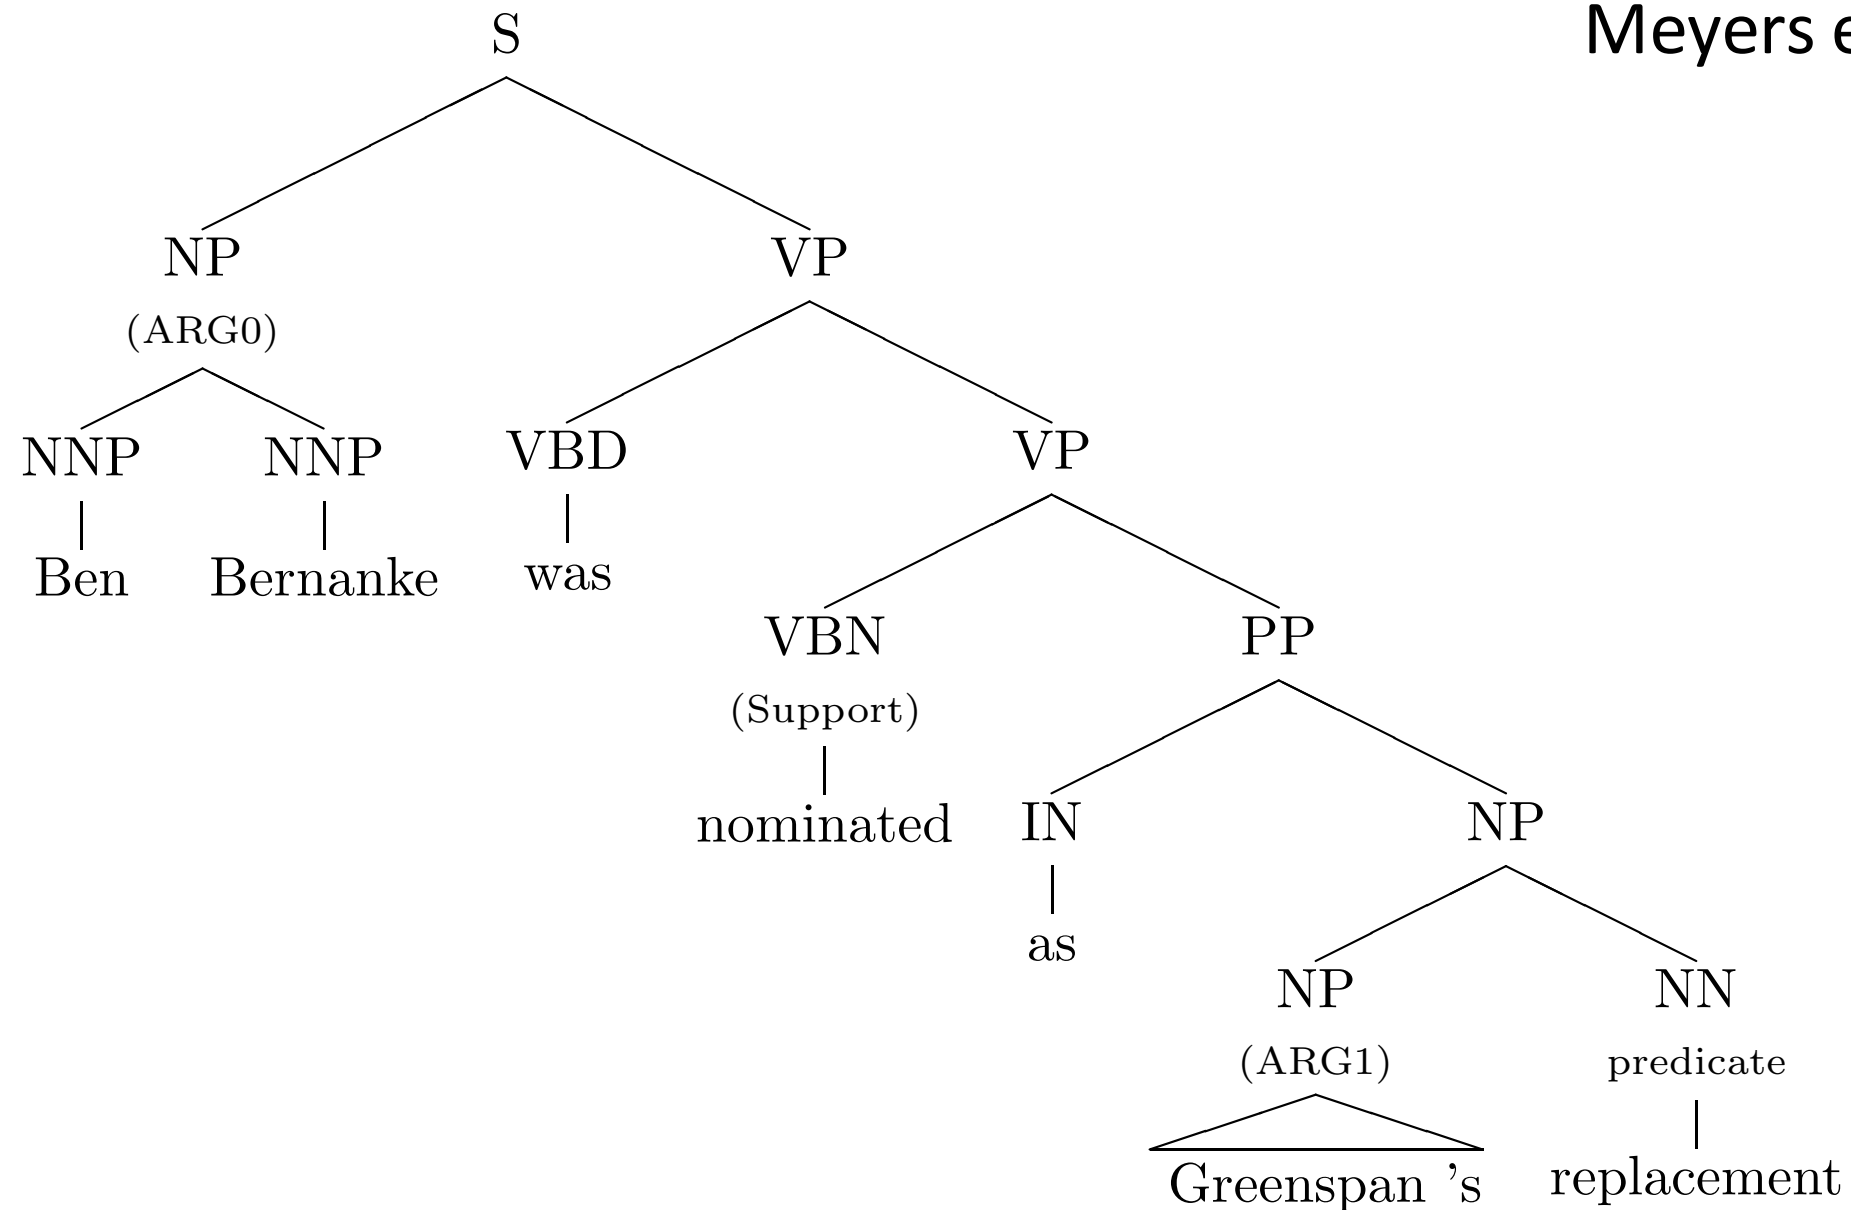 S
Meyers e
NP
VP
(ARG0)
NNP
NNP
VBD
VP
Ben
Bernanke
was
VBN
PP
(Support)
nominated
IN
NP
as
NP
NN
(ARG1)
predicate
Greenspan 's
replacement